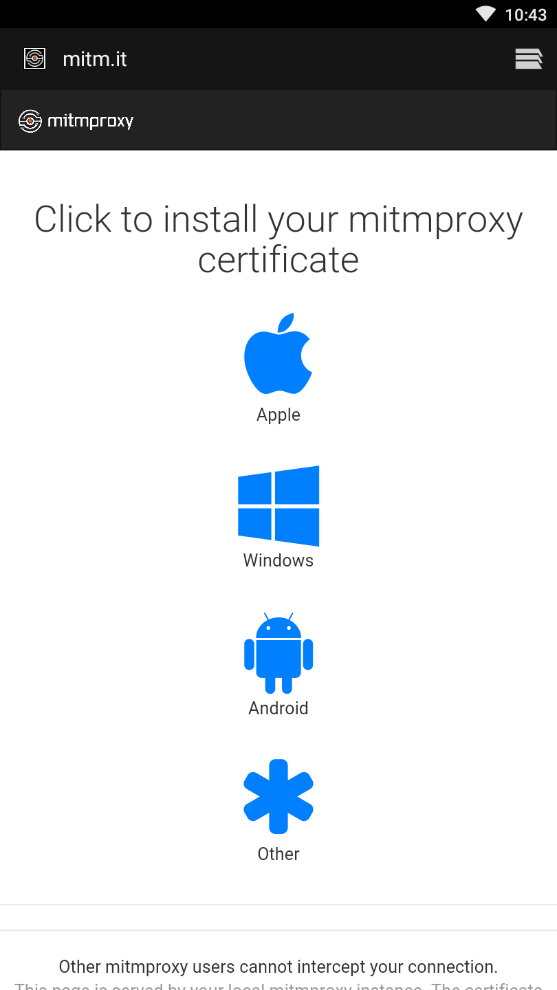 10:43
mitm.it
mitmproxy
Click to install your mitmproxy
certificate
Apple
Windows
Android
Other
Other mitmproxy users cannot intercept your connection.
This page is served by your local mitmproxy instance. The certificate